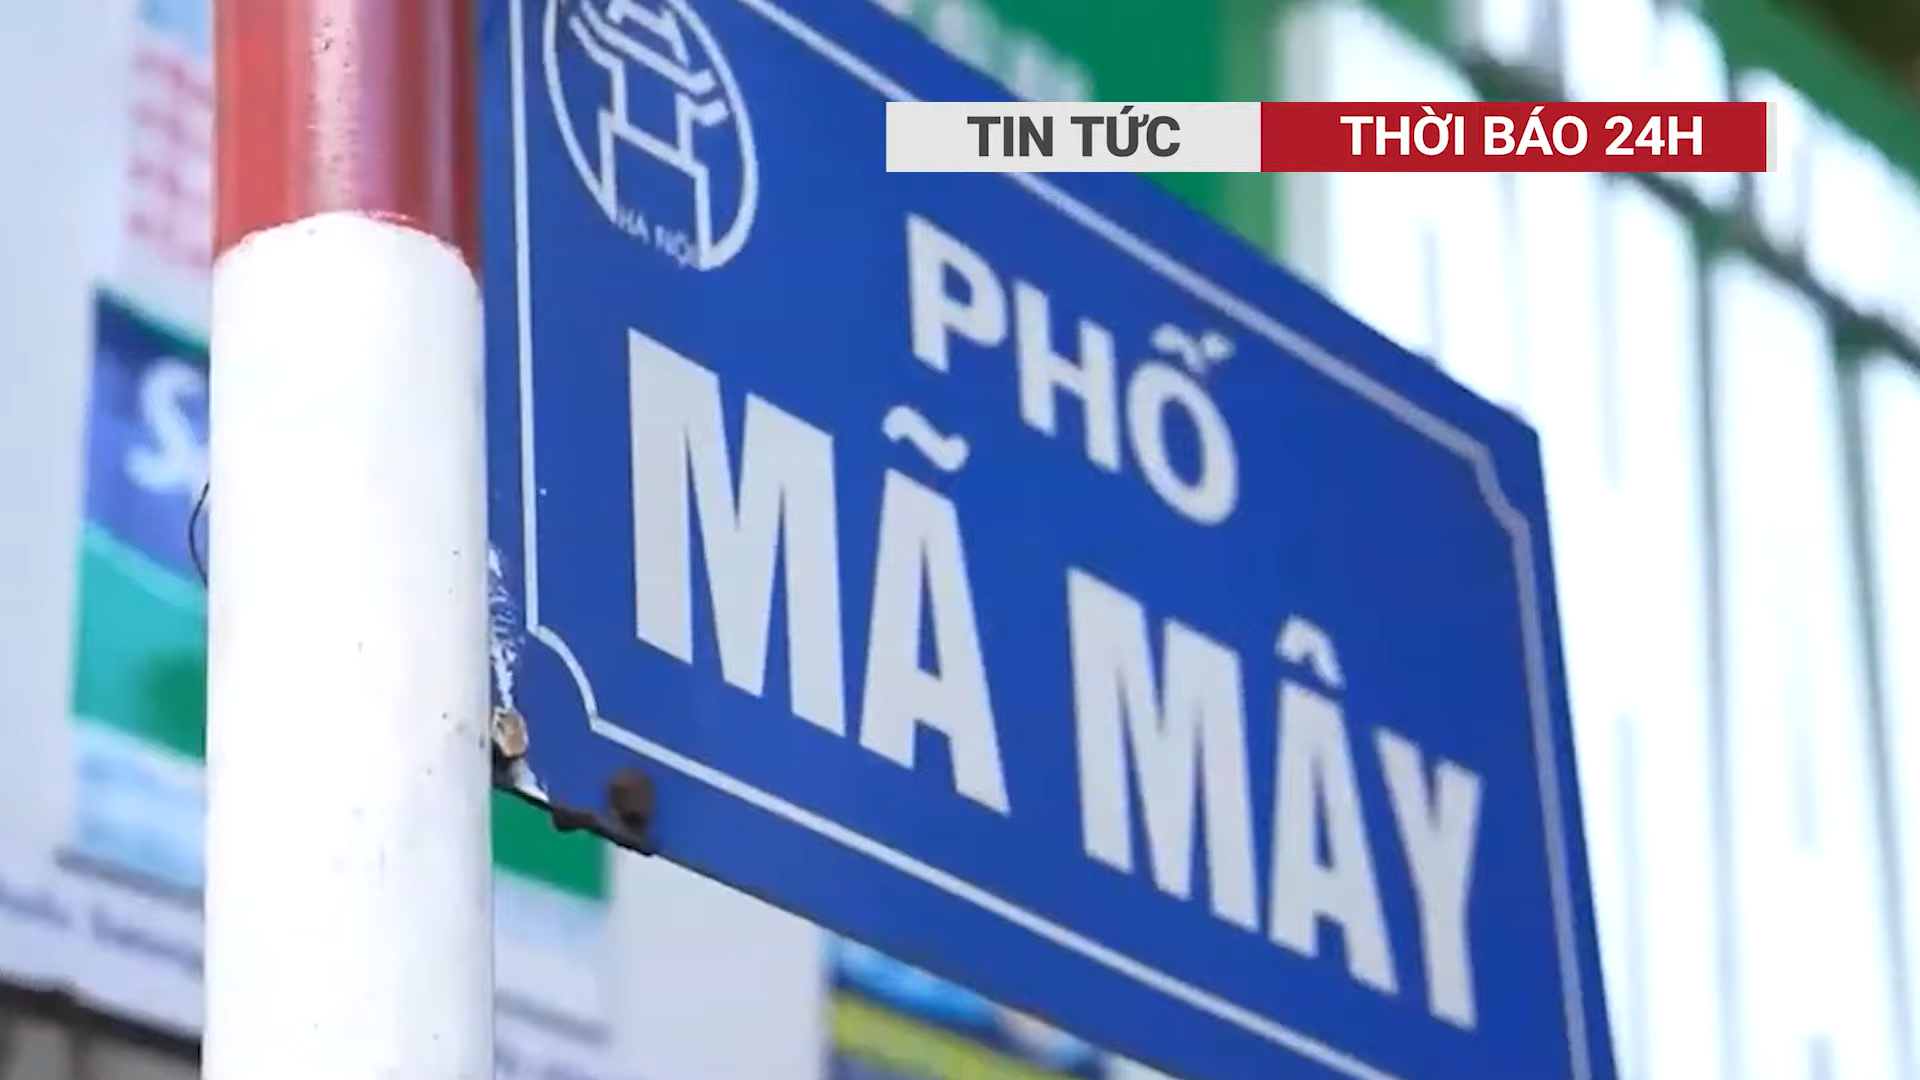 TIN TỨC
THỜI BÁO 24H
HÀ NỘI
PHỐ
MÃ MÂY